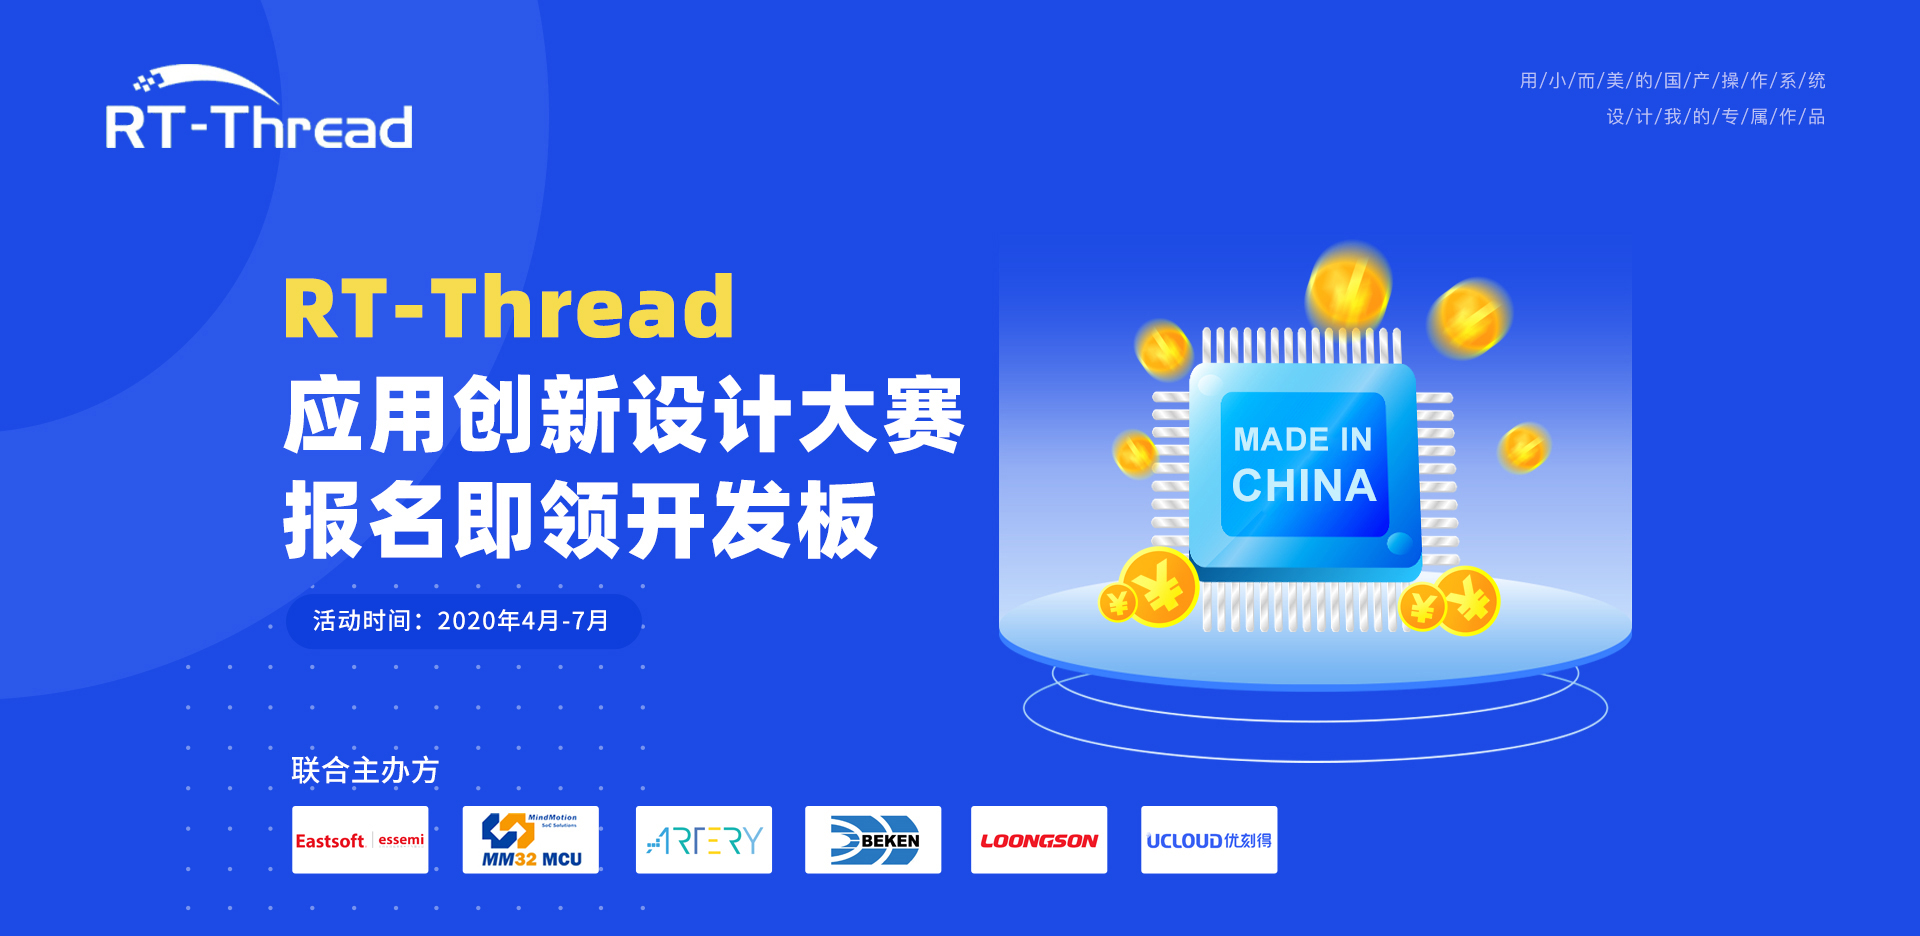 RT-Thread
用/小/而/美/的/国/产/操/作/系/统
设/计/我/的/专/属/作/品
RT-Thread
应用创新设计大赛
报名即领开发板
活动时间：2020年4月-7月
MADE IN
CHINA
联合主办方
Eastsoft | essemi
MindMotion
SoC Solutions
MM32 MCU
ARTERY
BEKEN
LOONGSON
UCLOUD优刻得